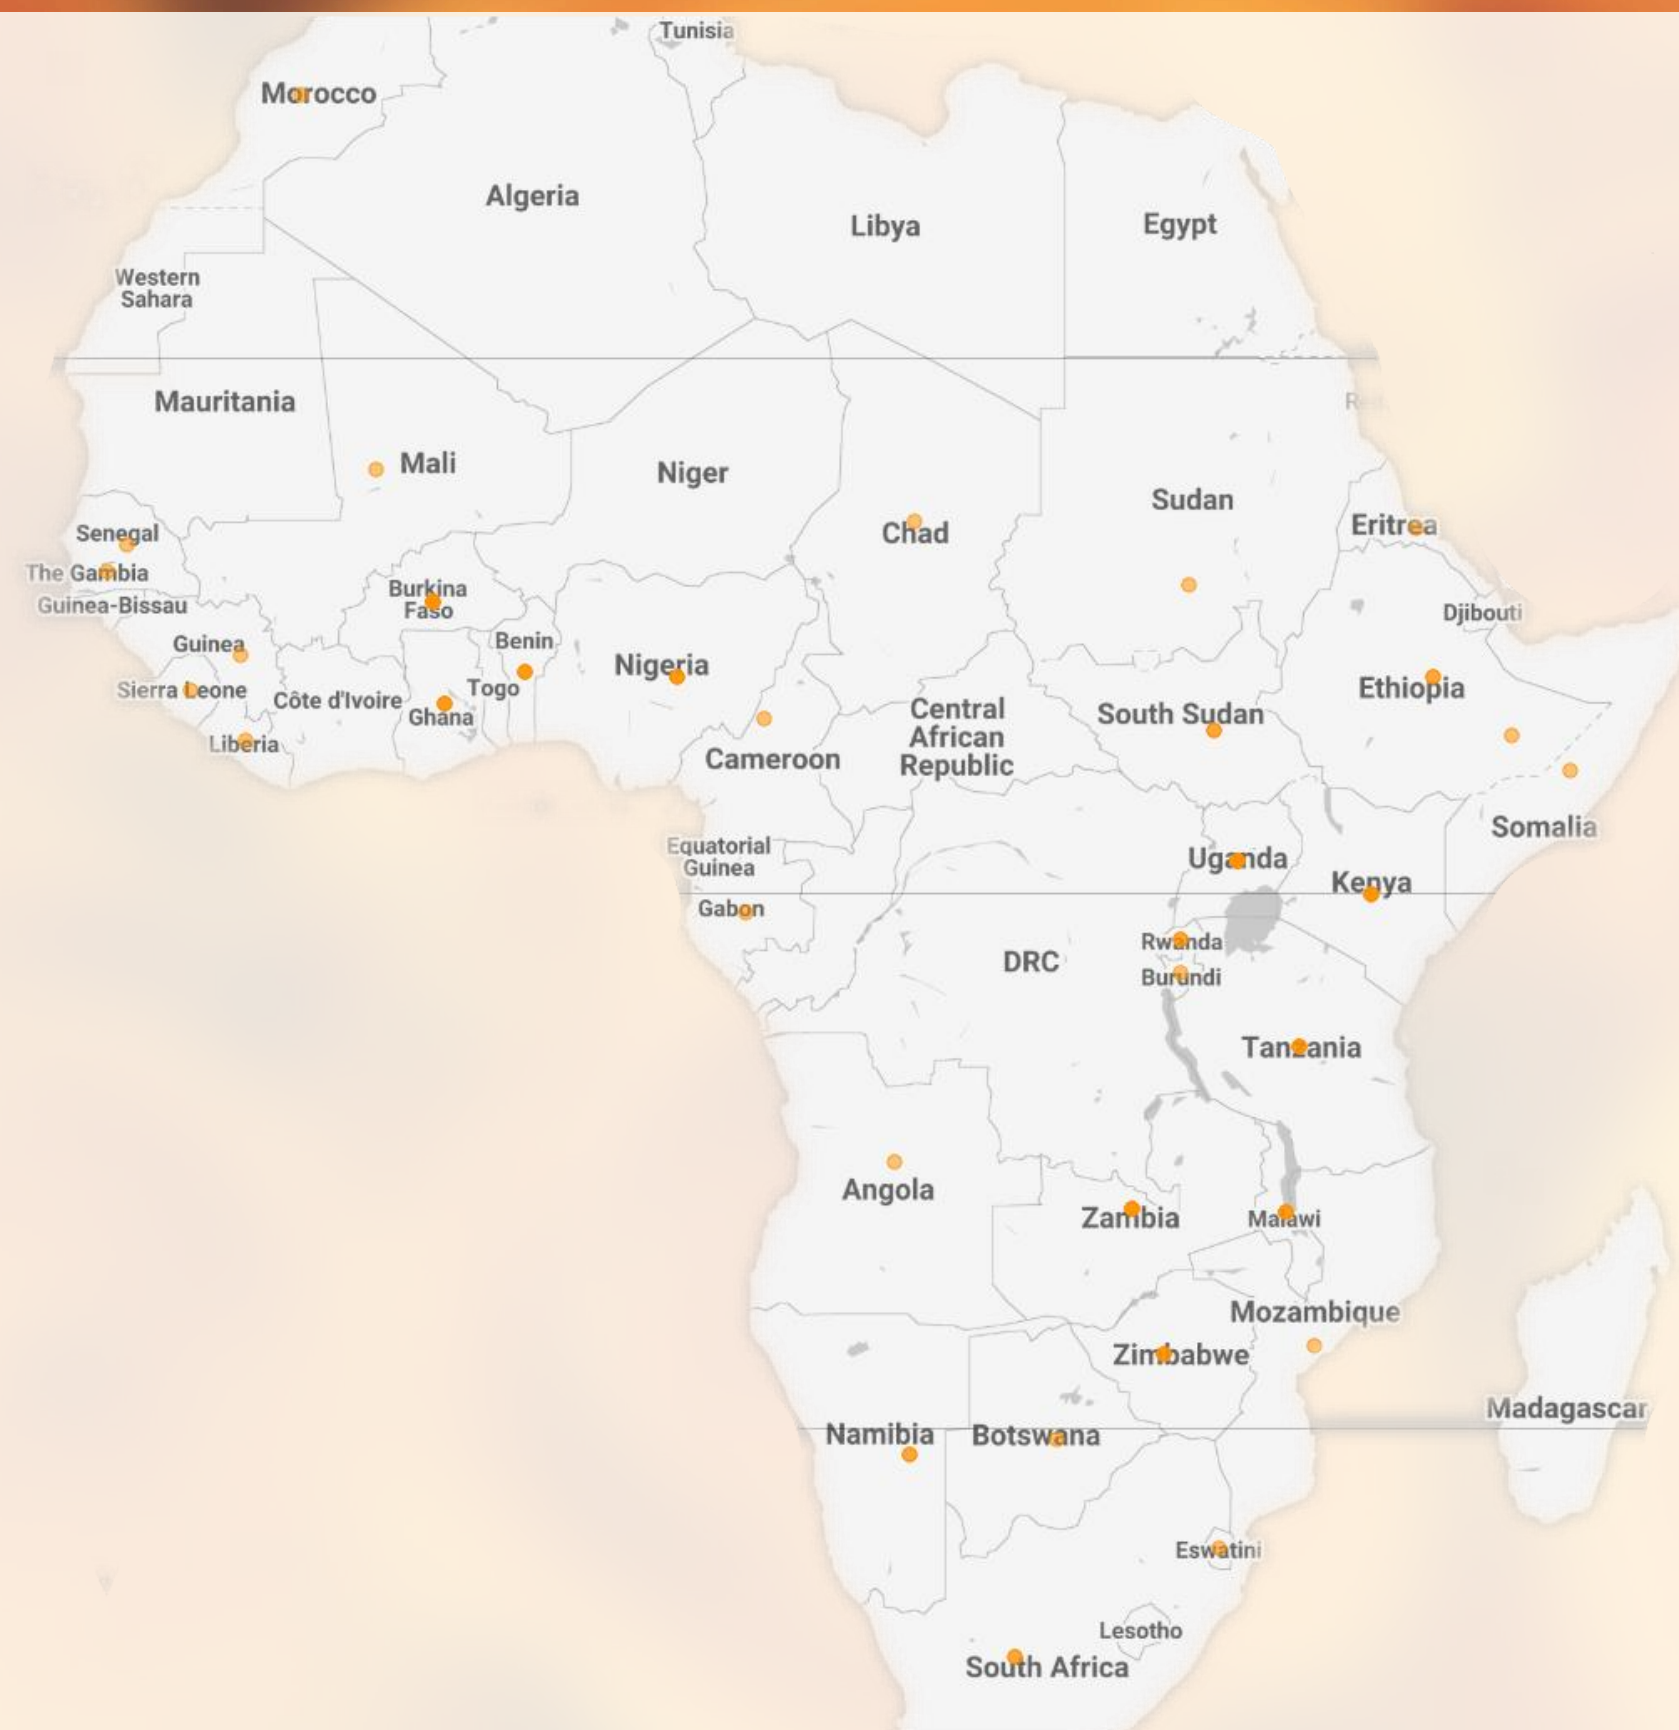 Tunisia
Morocco
Algeria
Libya
Egypt
Western
Sahara
Mauritania
Mali
Niger
Chad
Sudan
Eritrea
Senegal
The Gambia
Guinea-Bissau
Burkina
Faso
Djibouti
Guinea
Benin
Nigeria
Sierra Leone
Côte d'Ivoire
Togo
Ghana
Ethiopia
Liberia
Cameroon
Central
African
Republic
South Sudan
Somalia
Equatorial
Guinea
Uganda
Kenya
Gabon
DRC
Rwanda
Burundi
Tanzania
Angola
Zambia
Malawi
Mozambique
Zimbabwe
Madagascar
Namibia
Botswana
Eswatini
Lesotho
South Africa